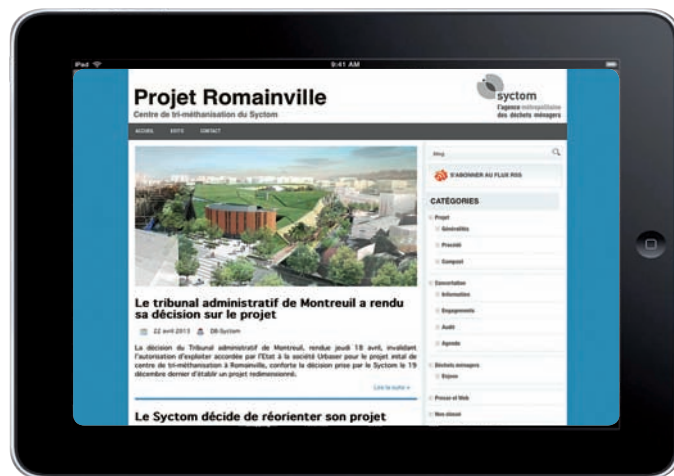 iPad
9:41 AM
Projet Romainville
Centre de tri-méthanisation du Syctom
syctom
l'agence métropolitaine
des déchets ménagers
ACCUEIL EDITO CONTACT
blog
S'ABONNER AU FLUX RSS
CATÉGORIES
Projet
Généralités
Procédé
Compost
Concertation
Information
Engagements
Audit
Agenda
Déchets ménagers
Enjeux
Presse et Web
Non classé
Le tribunal administratif de Montreuil a rendu
sa décision sur le projet
22 avril 2013 DB-Syctom
La décision du Tribunal administratif de Montreuil, rendue jeudi 18 avril, invalidant
l'autorisation d'exploiter accordée par l'Etat à la société Urbaser pour le projet initial de
centre de tri-méthanisation à Romainville, conforte la décision prise par le Syctom le 19
décembre dernier d'établir un projet redimensionné.
Lire la suite »
Le Syctom décide de réorienter son projet